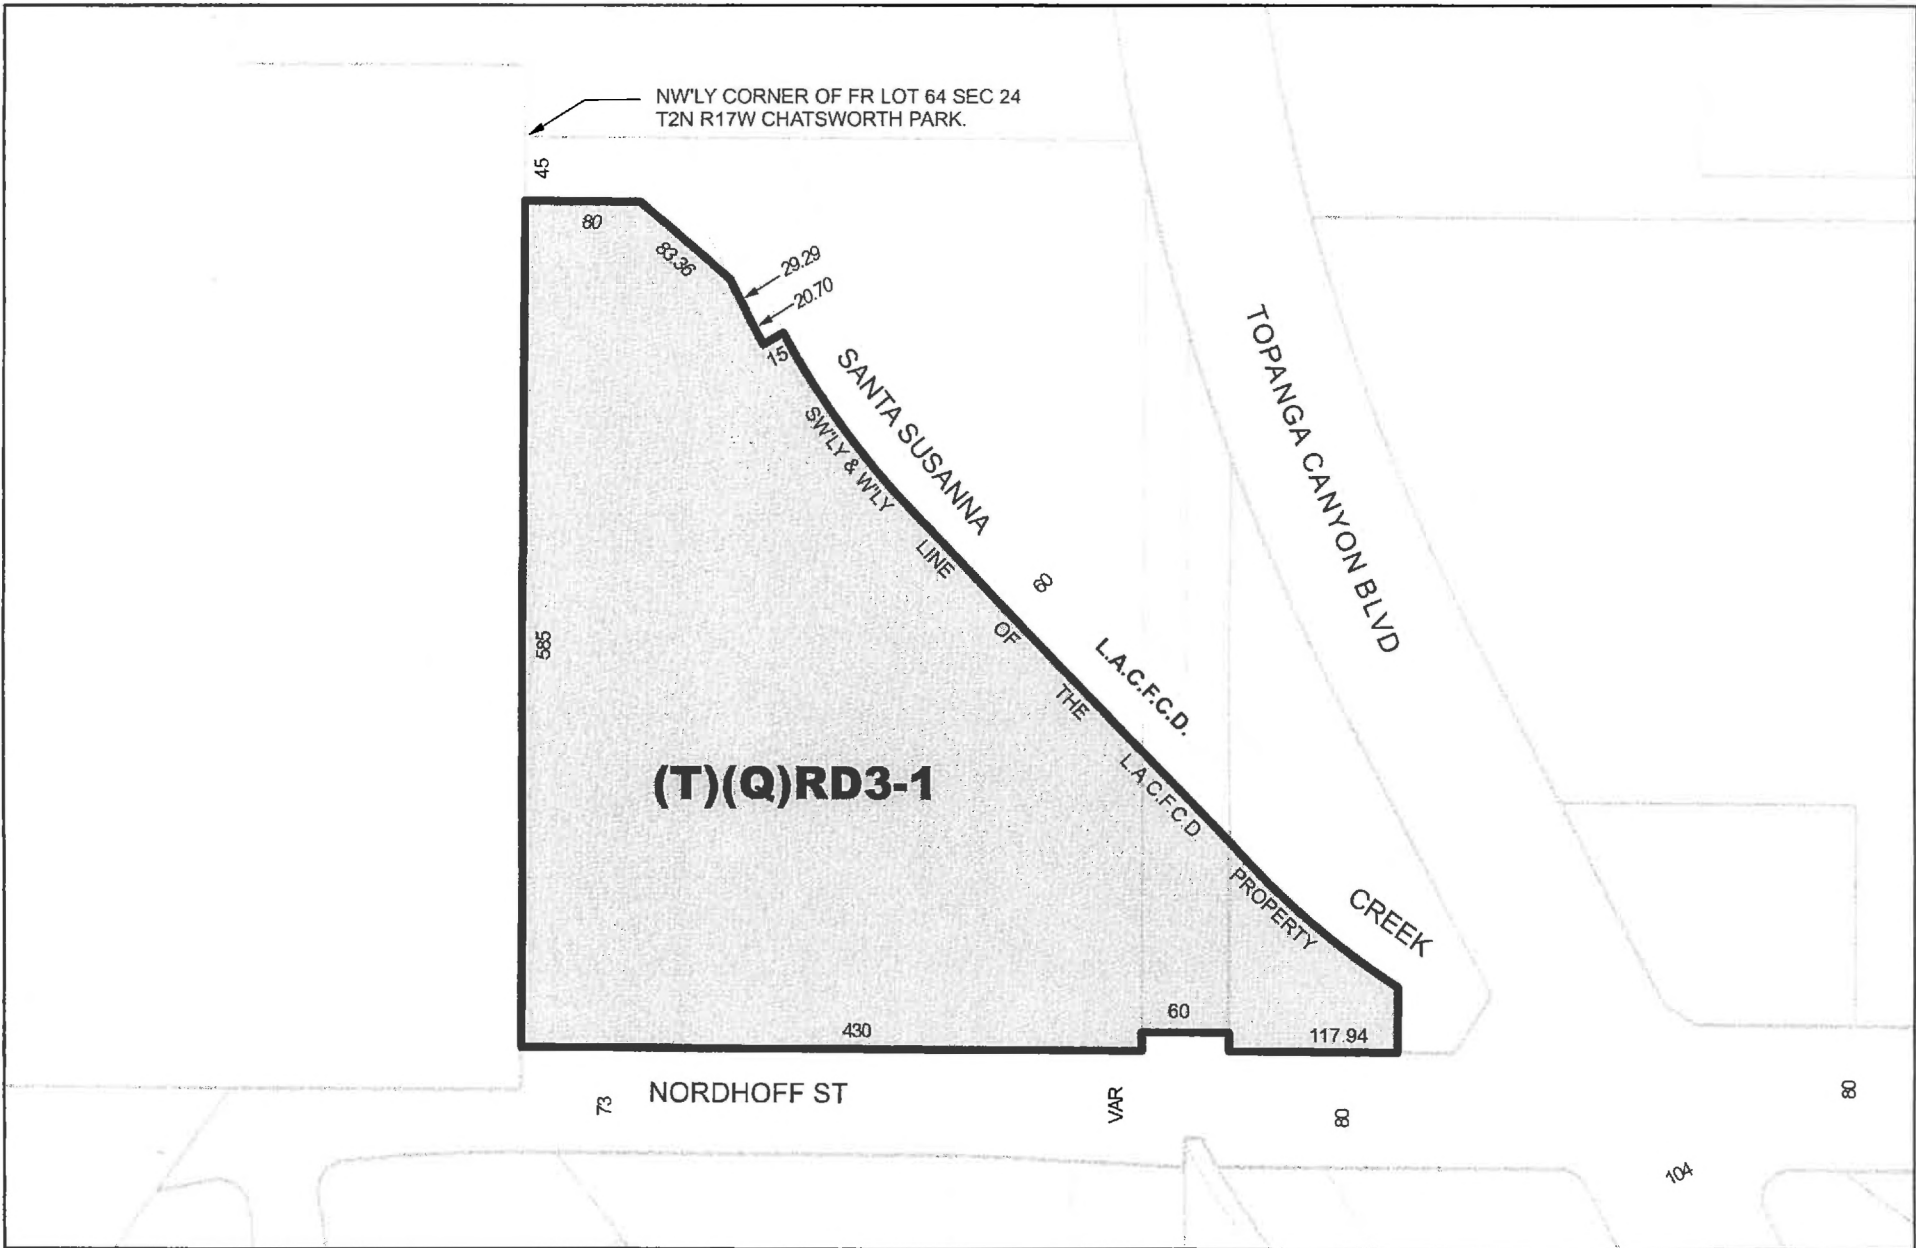 NW'LY CORNER OF FR LOT 64 SEC 24
T2N R17W CHATSWORTH PARK.
45
80
83.36
29.29
20.70
15
SANTA SUSANNA
SW'LY & W'LY
LINE
OF
THE
L.A.C.F.C.D
PROPERTY
60
L.A.C.F.C.D.
CREEK
TOPANGA CANYON BLVD
585
(T)(Q)RD3-1
430
60
117.94
NORDHOFF ST
73
VAR
80
80
104